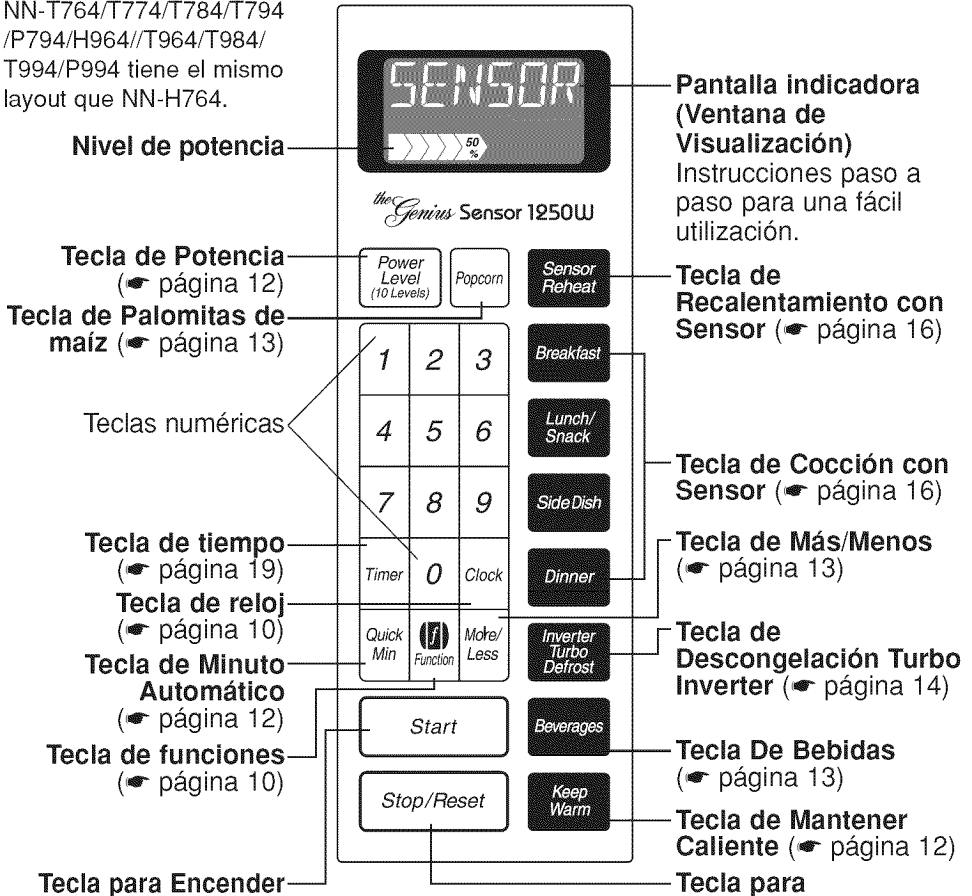 NN-T764/T774/T784/T794
/P794/H964//T964/T984/
T994/P994 tiene el mismo
layout que NN-H764.
Nivel de potencia
Tecla de Potencia
(☛ página 12)
Tecla de Palomitas de
maíz (☛ página 13)
Teclas numéricas
Tecla de tiempo
(☛ página 19)
Tecla de reloj
(☛ página 10)
Tecla de Minuto
Automático
(☛ página 12)
Tecla de funciones
(☛ página 10)
Tecla para Encender
SENSOR
50
%
the Genius Sensor 1250W
Power
Level
(10 Levels)
Popcorn
Sensor
Reheat
1 2 3
Breakfast
4 5 6
Lunch/
Snack
7 8 9
Side Dish
Timer 0 Clock
Dinner
Quick
Min
(f)
Function
More/
Less
Inverter
Turbo
Defrost
Start
Beverages
Stop/Reset
Keep
Warm
Pantalla indicadora
(Ventana de
Visualización)
Instrucciones paso a
paso para una fácil
utilización.
Tecla de
Recalentamiento con
Sensor (☛ página 16)
Tecla de Cocción con
Sensor (☛ página 16)
Tecla de Más/Menos
(☛ página 13)
Tecla de
Descongelación Turbo
Inverter (☛ página 14)
Tecla De Bebidas
(☛ página 13)
Tecla de Mantener
Caliente (☛ página 12)
Tecla para